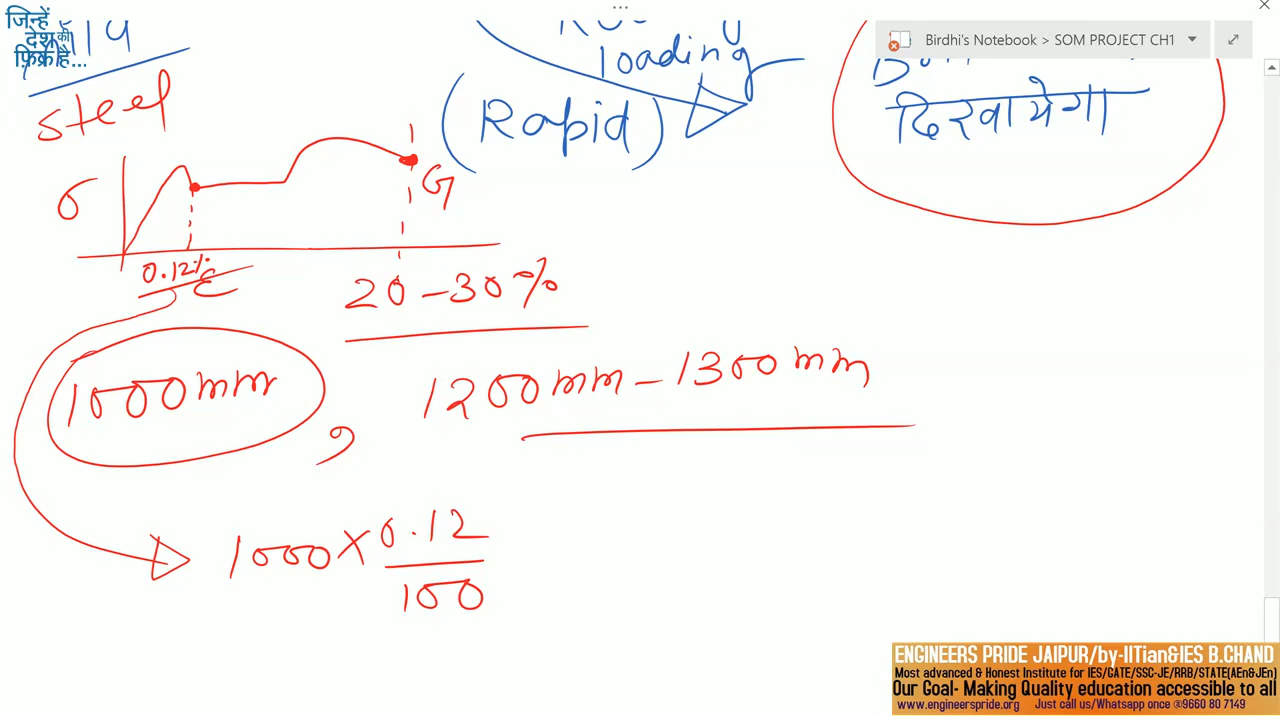 जिन्हें
देश की
फ़िक्र है...
loading
(Rapid)
Birdhi's Notebook > SOM PROJECT CH1
दिखायेगा
steel
σ
G
0.12%
ε
20 - 30%
1000mm , 1200mm - 1300mm
1000 × 0.12
100
ENGINEERS PRIDE JAIPUR/by-IITian&IES B.CHAND
Most advanced & Honest Institute for IES/GATE/SSC-JE/RRB/STATE(AEn&JEn)
Our Goal- Making Quality education accessible to all
www.engineerspride.org Just call us/Whatsapp once @9660 80 7149